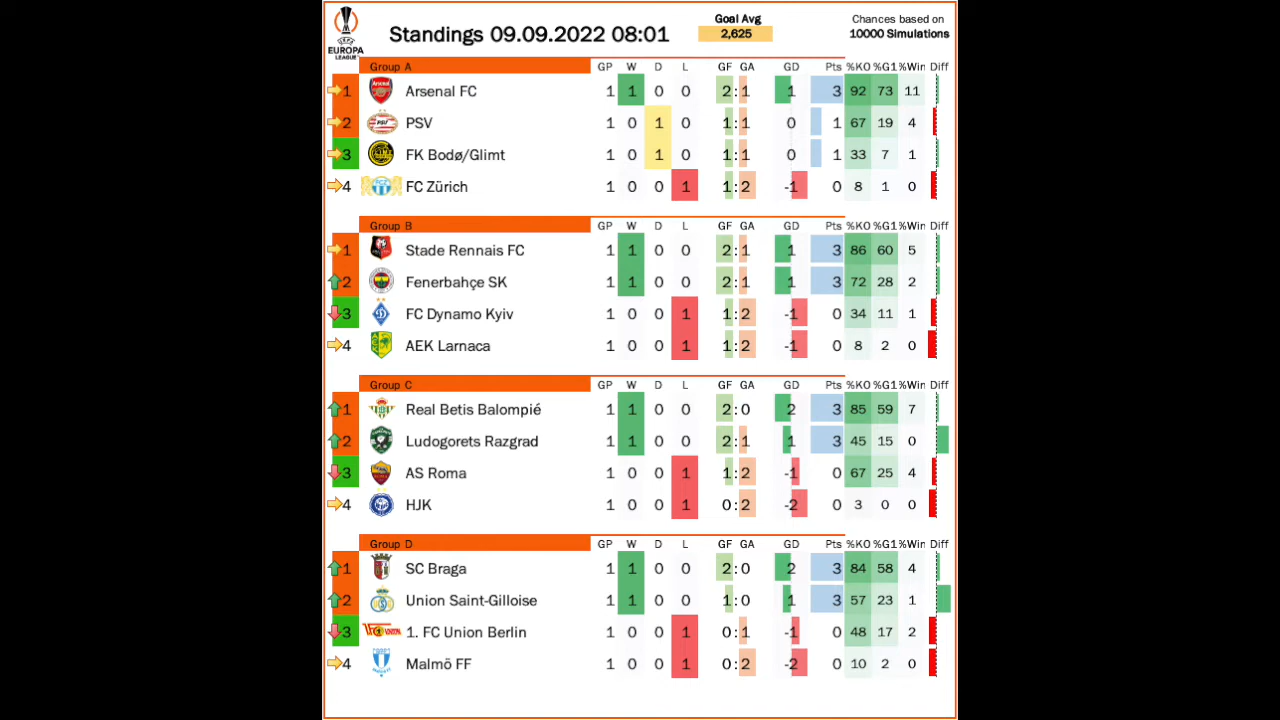 UEFA
EUROPA
LEAGUE
Standings 09.09.2022 08:01
Goal Avg
2,625
Chances based on
10000 Simulations
Group A GP W D L GF GA GD Pts %KO %G1 %Win Diff
1 Arsenal FC 1 1 0 0 2:1 1 3 92 73 11
2 PSV 1 0 1 0 1:1 0 1 67 19 4
3 FK Bodø/Glimt 1 0 1 0 1:1 0 1 33 7 1
4 FC Zürich 1 0 0 1 1:2 -1 0 8 1 0
Group B GP W D L GF GA GD Pts %KO %G1 %Win Diff
1 Stade Rennais FC 1 1 0 0 2:1 1 3 86 60 5
2 Fenerbahçe SK 1 1 0 0 2:1 1 3 72 28 2
3 FC Dynamo Kyiv 1 0 0 1 1:2 -1 0 34 11 1
4 AEK Larnaca 1 0 0 1 1:2 -1 0 8 2 0
Group C GP W D L GF GA GD Pts %KO %G1 %Win Diff
1 Real Betis Balompié 1 1 0 0 2:0 2 3 85 59 7
2 Ludogorets Razgrad 1 1 0 0 2:1 1 3 45 15 0
3 AS Roma 1 0 0 1 1:2 -1 0 67 25 4
4 HJK 1 0 0 1 0:2 -2 0 3 0 0
Group D GP W D L GF GA GD Pts %KO %G1 %Win Diff
1 SC Braga 1 1 0 0 2:0 2 3 84 58 4
2 Union Saint-Gilloise 1 1 0 0 1:0 1 3 57 23 1
3 1. FC Union Berlin 1 0 0 1 0:1 -1 0 48 17 2
4 Malmö FF 1 0 0 1 0:2 -2 0 10 2 0